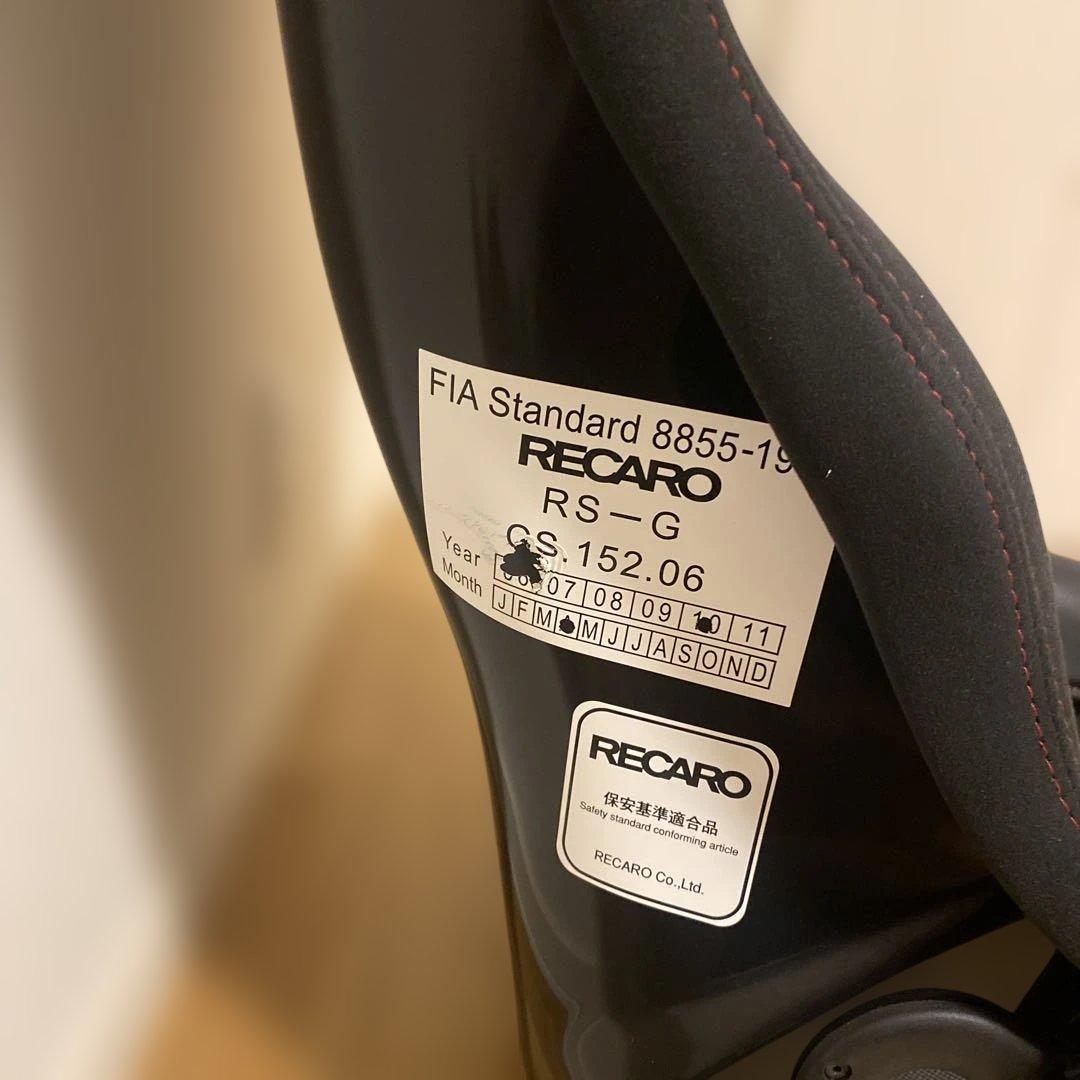 FIA Standard 8855-19
RECARO
RS-G
CS.152.06
Year 06 07 08 09 10 11
Month J F M M J J A S O N D
RECARO
保安基準適合品
Safety standard conforming article
RECARO Co.,Ltd.